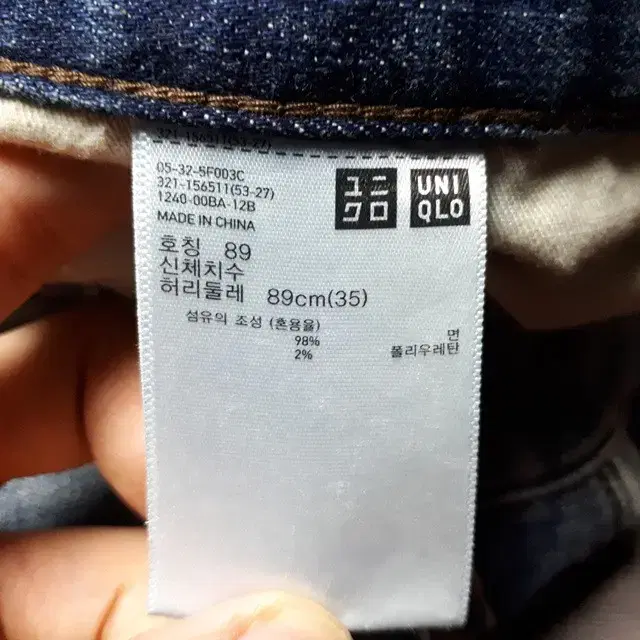 05-32-5F003C
321-156511(53-27)
1240-00BA-12B
MADE IN CHINA
ユニ
クロ
UNI
QLO
호칭 89
신체치수
허리둘레 89cm(35)
섬유의 조성 (혼용율)
98% 면
2% 폴리우레탄